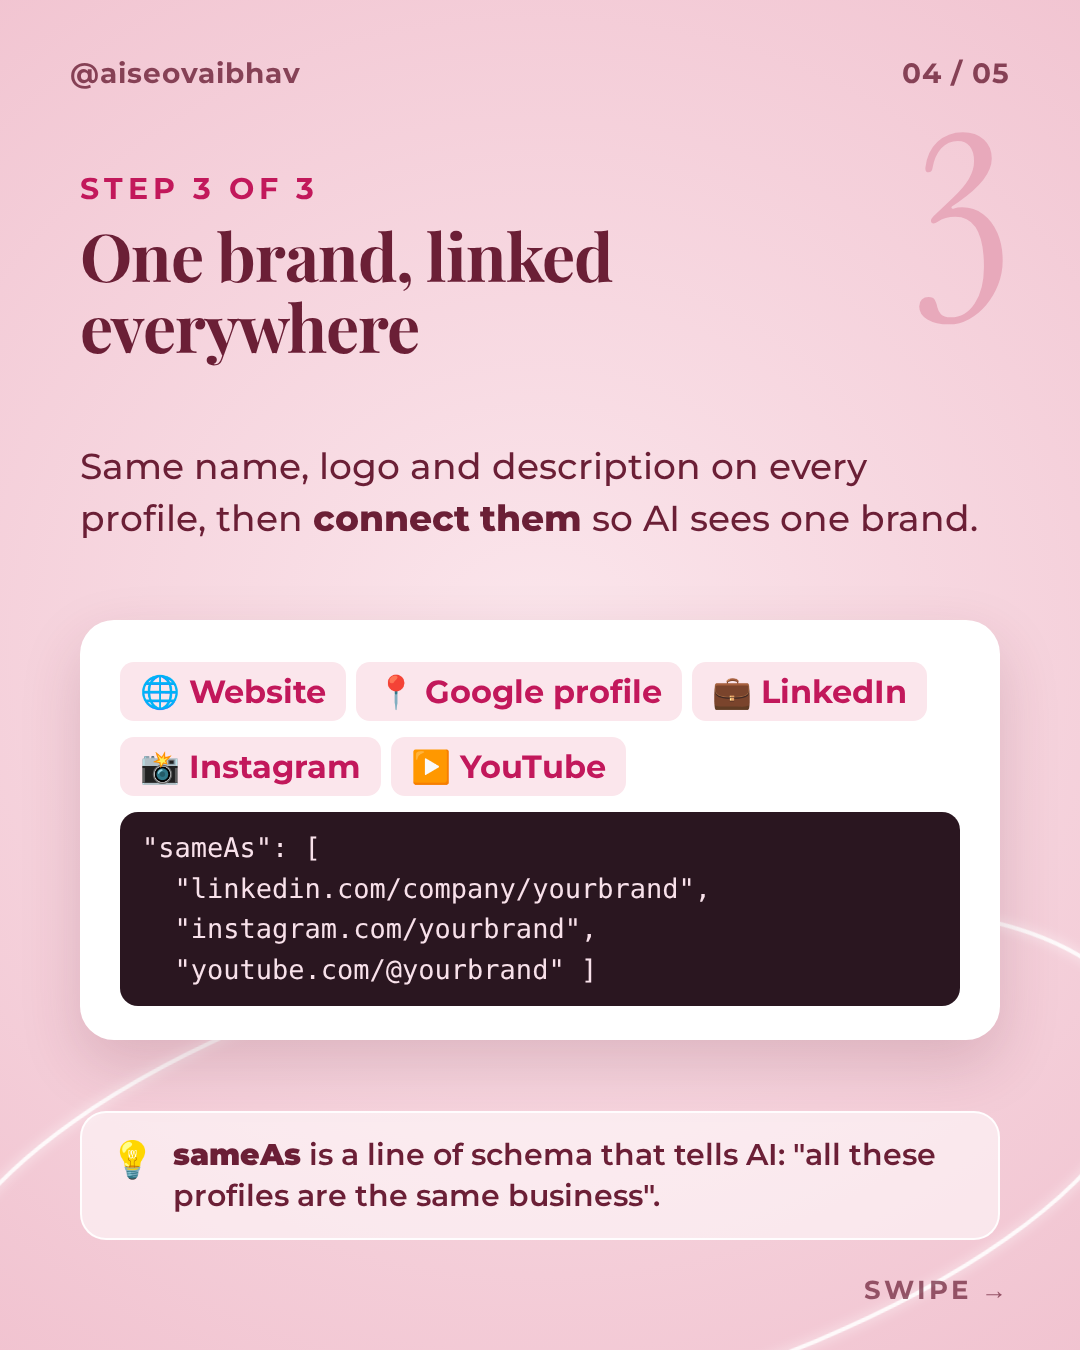 @aiseovaibhav
04 / 05
3
STEP 3 OF 3
One brand, linked
everywhere
Same name, logo and description on every
profile, then connect them so AI sees one brand.
🌐 Website 📍 Google profile 💼 LinkedIn
📸 Instagram ▶️ YouTube
"sameAs": [
  "linkedin.com/company/yourbrand",
  "instagram.com/yourbrand",
  "youtube.com/@yourbrand" ]
💡 sameAs is a line of schema that tells AI: "all these
profiles are the same business".
SWIPE →